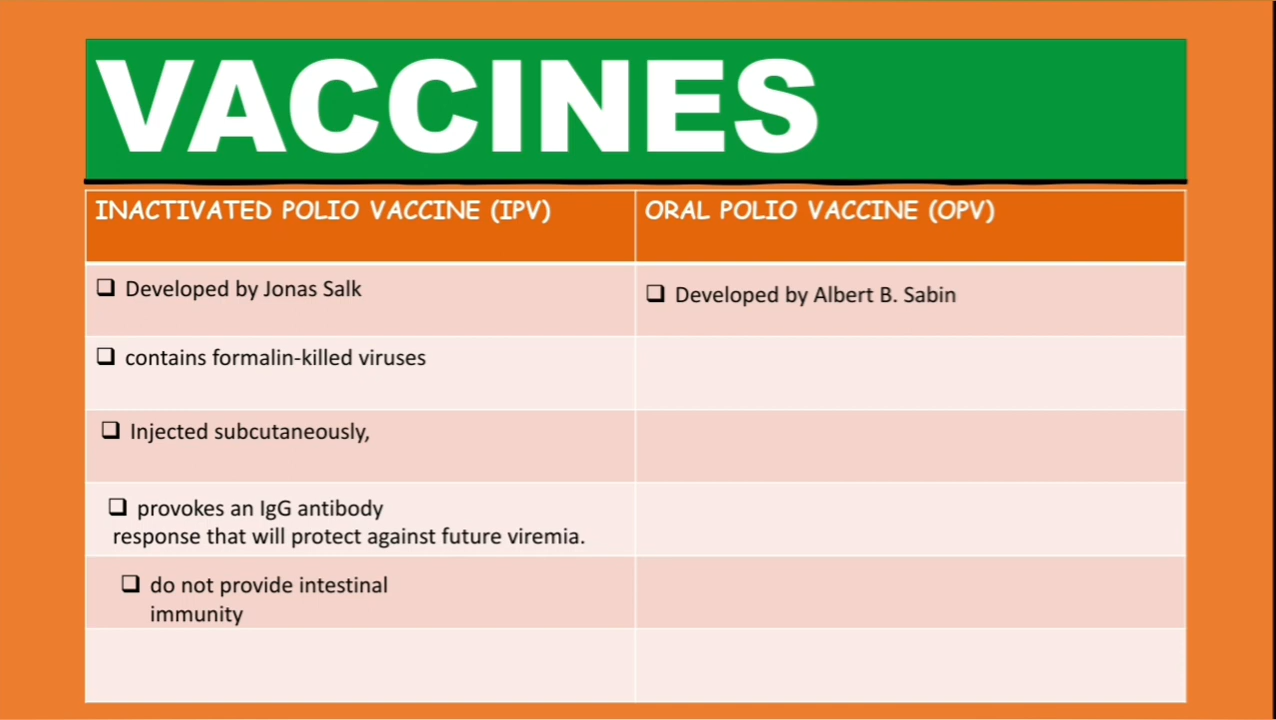 VACCINES
INACTIVATED POLIO VACCINE (IPV)
ORAL POLIO VACCINE (OPV)
❑ Developed by Jonas Salk
❑ Developed by Albert B. Sabin
❑ contains formalin-killed viruses
❑ Injected subcutaneously,
❑ provokes an IgG antibody
response that will protect against future viremia.
❑ do not provide intestinal
immunity